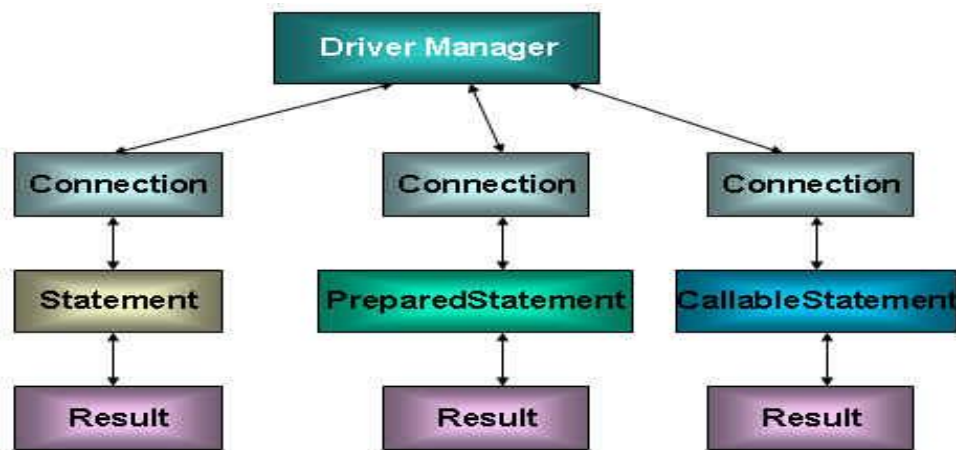 Driver Manager
Connection
Connection
Connection
Statement
PreparedStatement
CallableStatement
Result
Result
Result